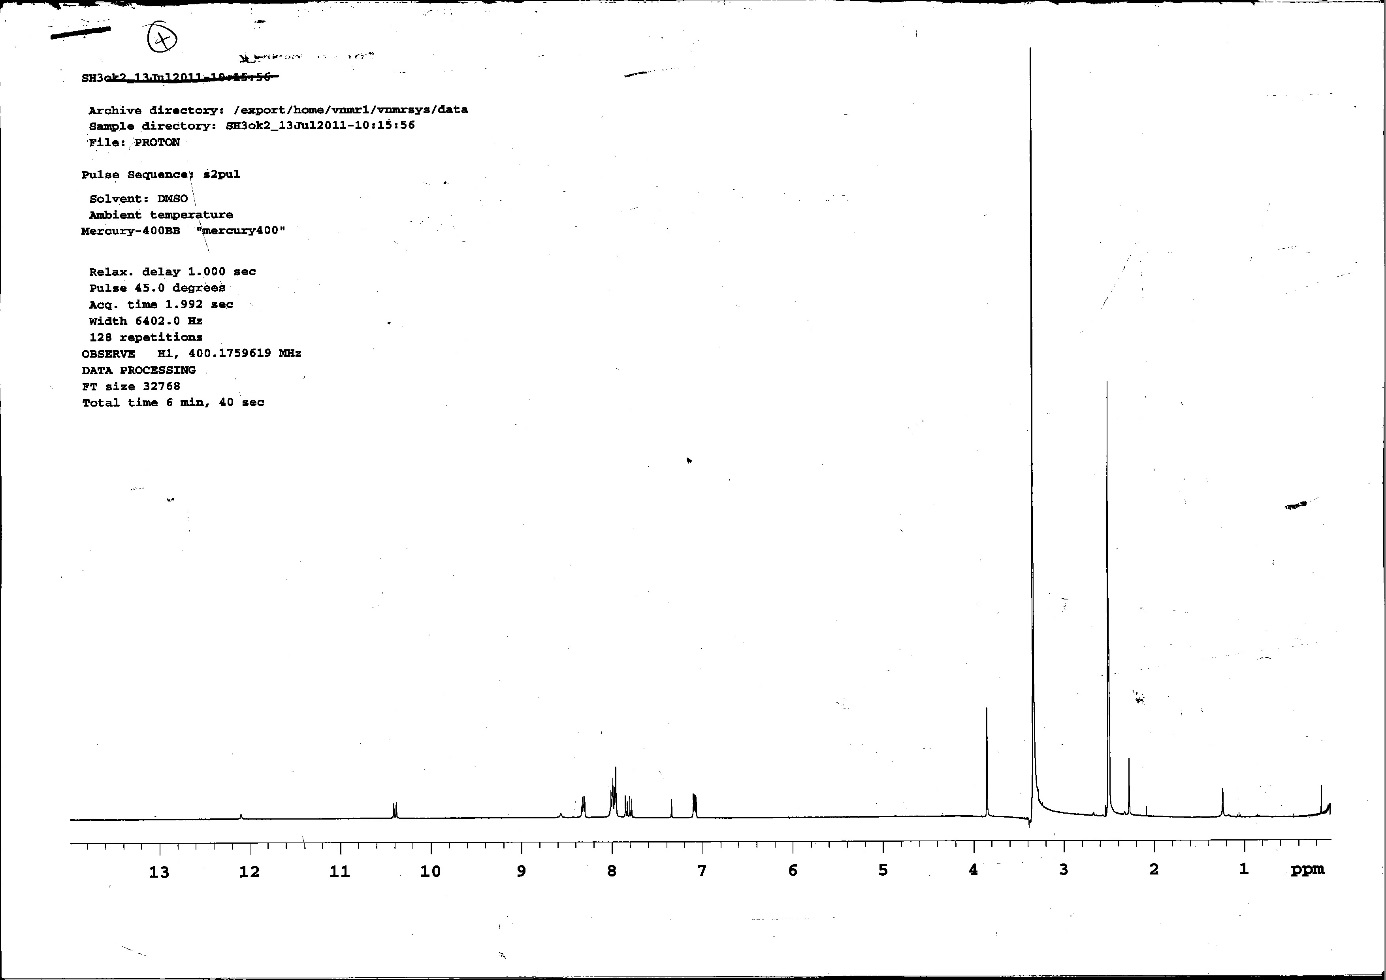 SH3ok2_13Jul2011-10:15:56
Archive directory: /export/home/vnmr1/vnmrsys/data
Sample directory: SH3ok2_13Jul2011-10:15:56
File: PROTON
Pulse Sequence: s2pul
Solvent: DMSO
Ambient temperature
Mercury-400BB "mercury400"
Relax. delay 1.000 sec
Pulse 45.0 degrees
Acq. time 1.992 sec
Width 6402.0 Hz
128 repetitions
OBSERVE H1, 400.1759619 MHz
DATA PROCESSING
FT size 32768
Total time 6 min, 40 sec
13 12 11 10 9 8 7 6 5 4 3 2 1 ppm